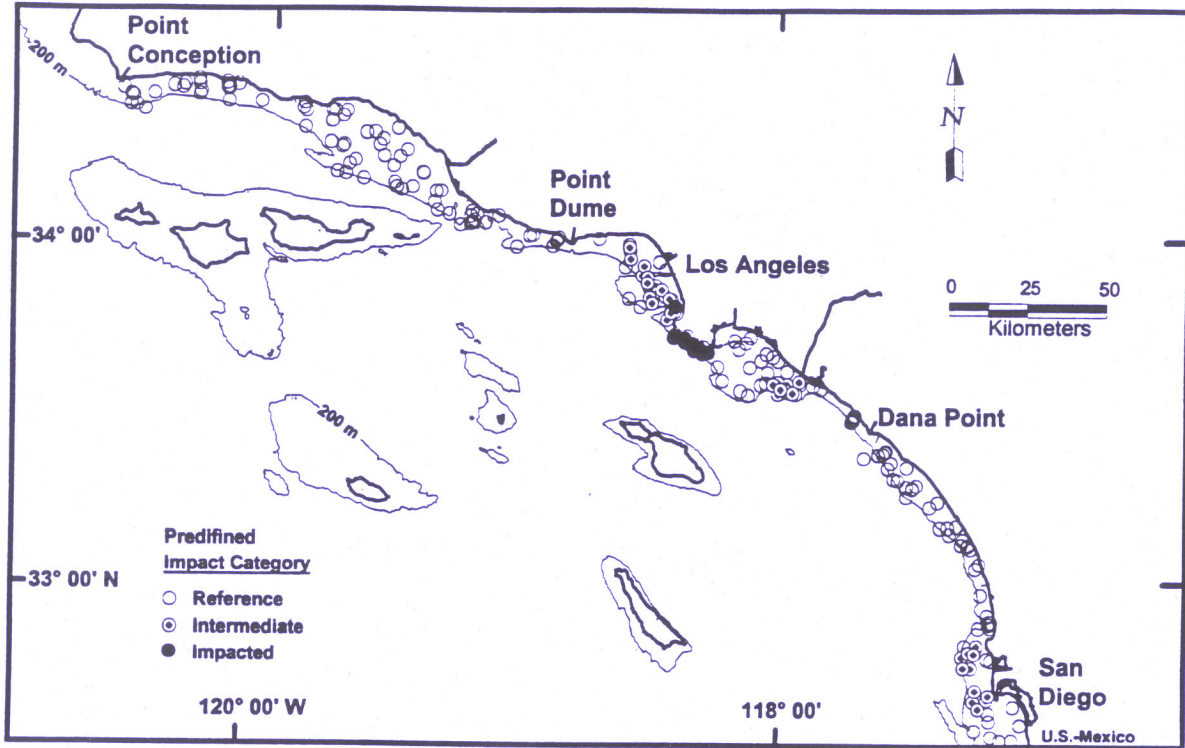 Point
Conception
200 m
N
Point
Dume
34° 00'
Los Angeles
0 25 50
Kilometers
200 m
Dana Point
Predifined
Impact Category
33° 00' N
Reference
Intermediate
Impacted
San
Diego
120° 00' W
118° 00'
U.S.-Mexico